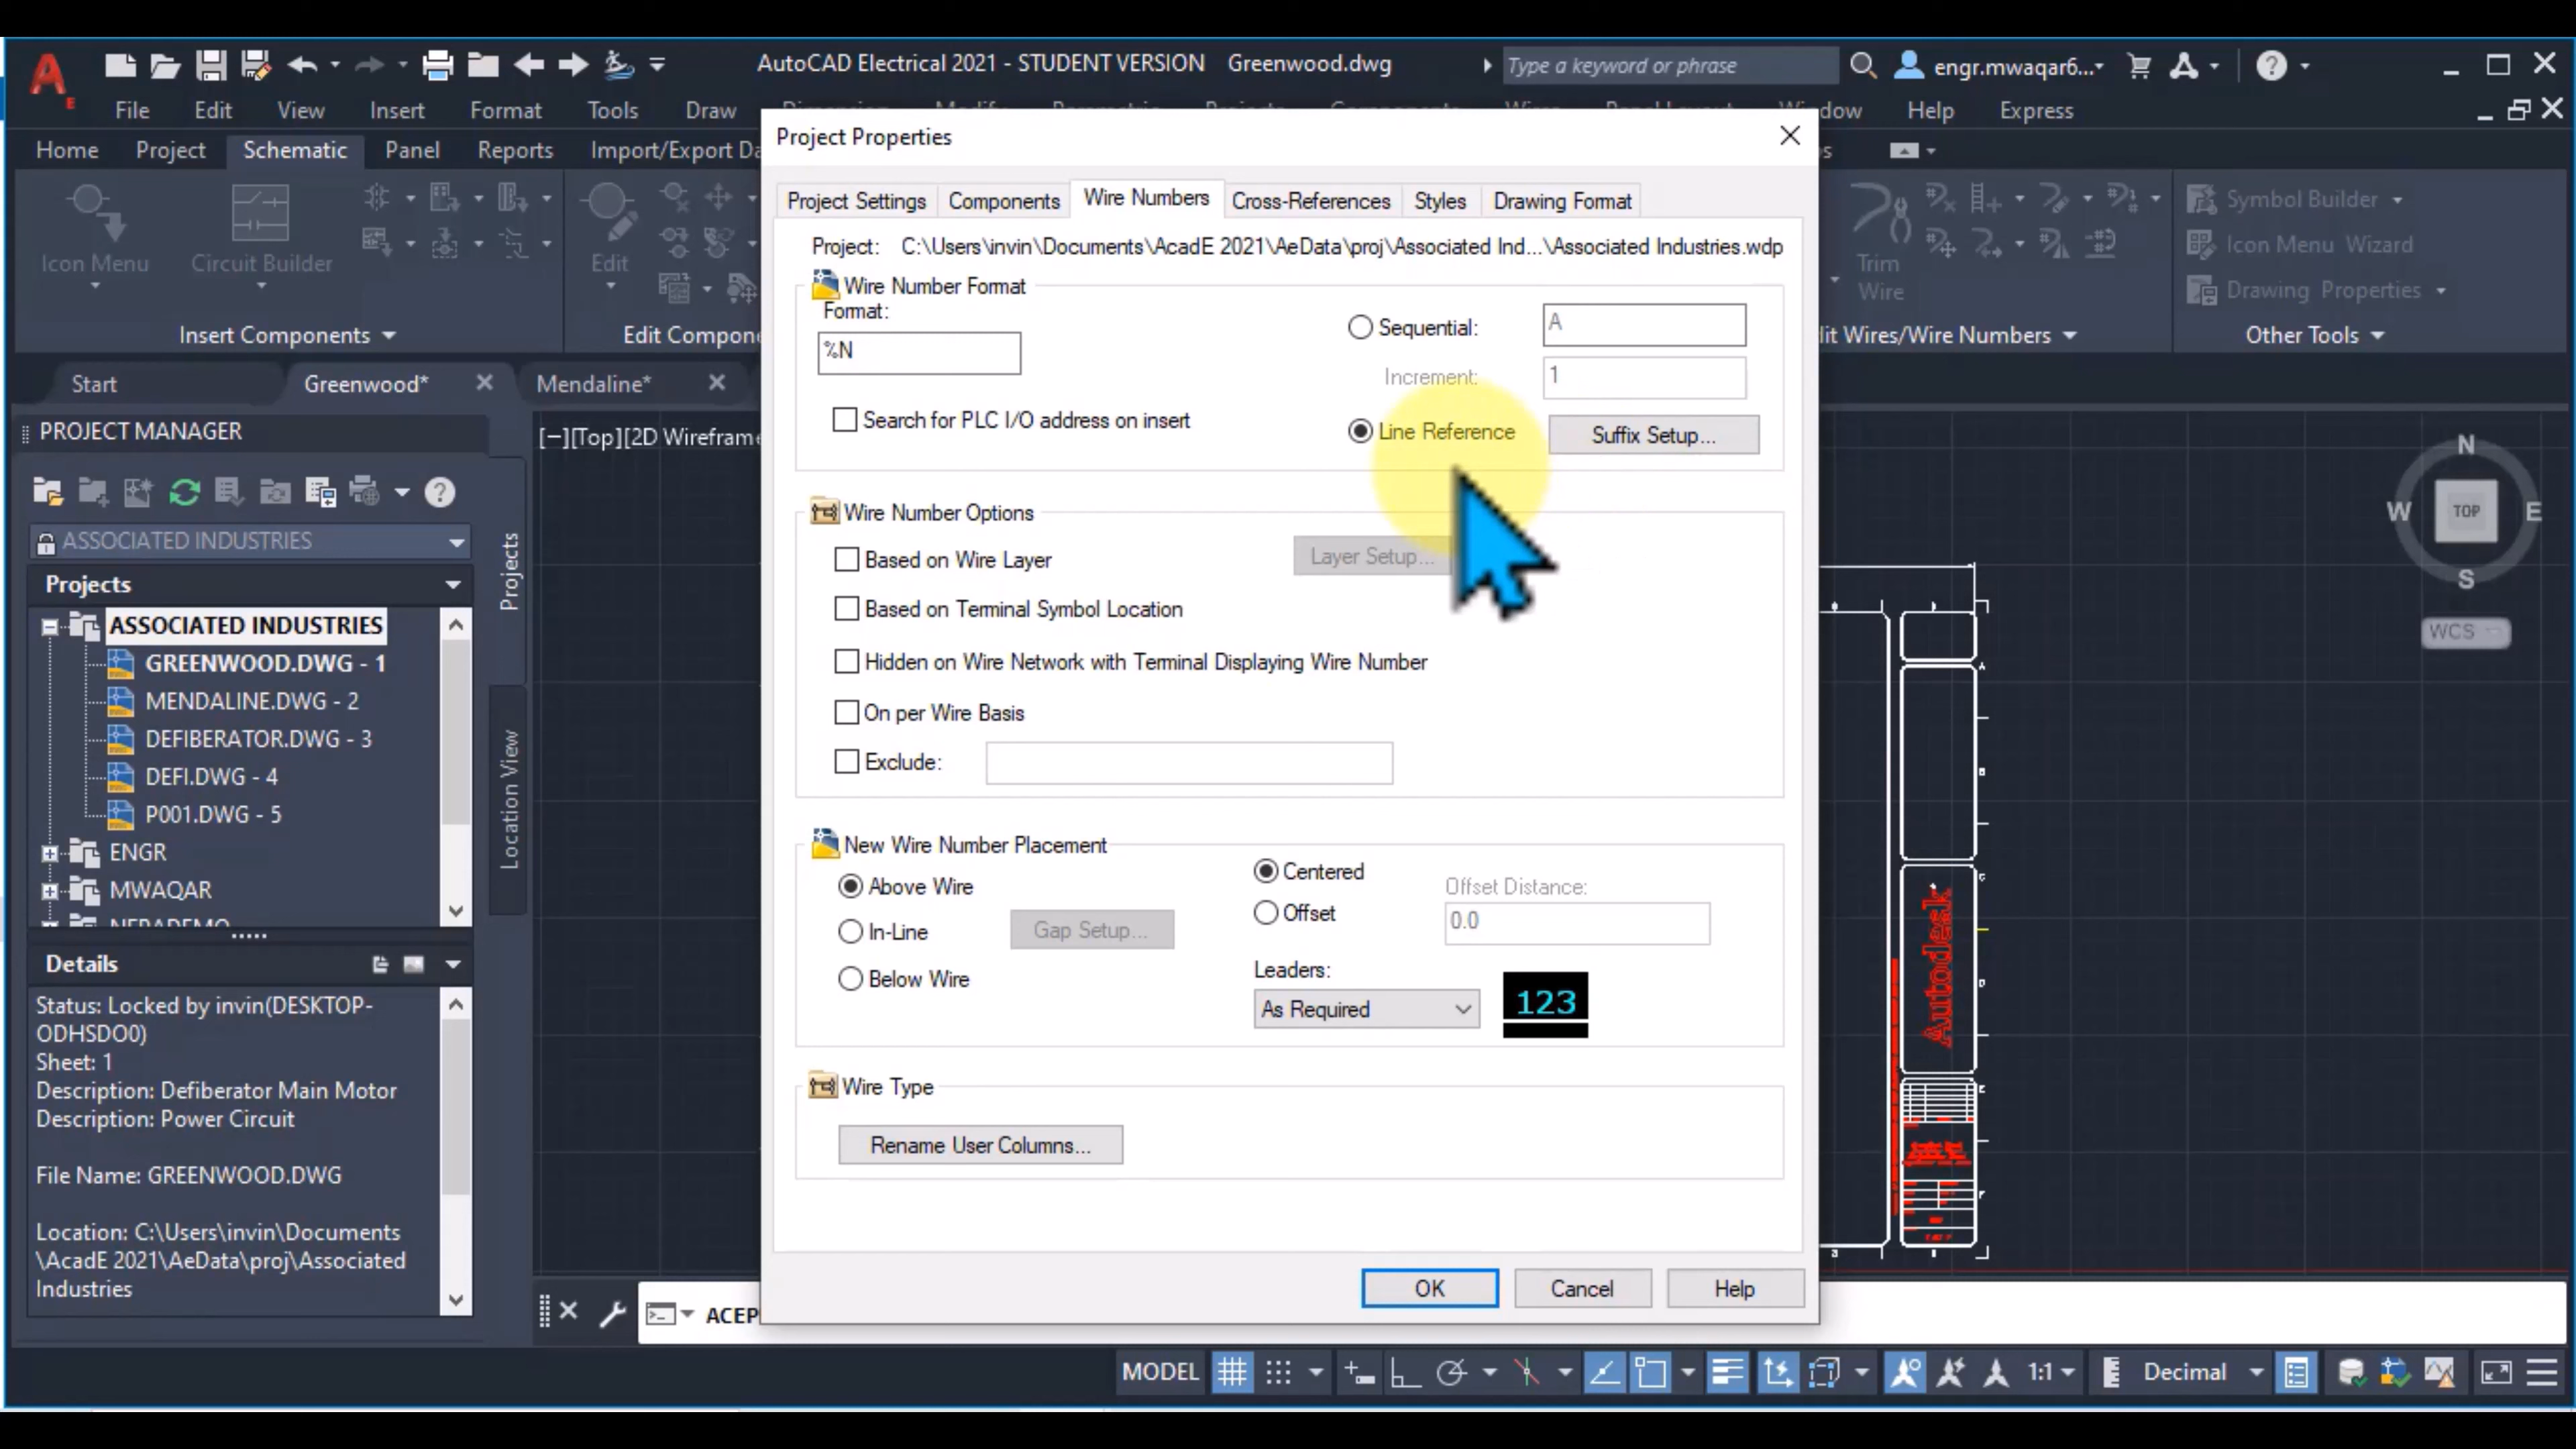 AutoCAD Electrical 2021 - STUDENT VERSION Greenwood.dwg
Type a keyword or phrase
engr.mwaqar6...
File Edit View Insert Format Tools Draw
Window Help Express
Home Project Schematic Panel Reports
Import/Export
Icon Menu
Circuit Builder
Edit
Trim Wire
Symbol Builder
Icon Menu Wizard
Drawing Properties
Insert Components
Edit
Wires/Wire Numbers
Other Tools
Start Greenwood* Mendaline*
PROJECT MANAGER
[−][Top][2D Wireframe
ASSOCIATED INDUSTRIES
Projects
ASSOCIATED INDUSTRIES
GREENWOOD.DWG - 1
MENDALINE.DWG - 2
DEFIBERATOR.DWG - 3
DEFI.DWG - 4
P001.DWG - 5
ENGR
MWAQAR
Projects
Location View
Details
Status: Locked by invin(DESKTOP-
ODHSDO0)
Sheet: 1
Description: Defiberator Main Motor
Description: Power Circuit
File Name: GREENWOOD.DWG
Location: C:\Users\invin\Documents
\AcadE 2021\AeData\proj\Associated
Industries
Project Properties
Project Settings Components Wire Numbers Cross-References Styles Drawing Format
Project: C:\Users\invin\Documents\AcadE 2021\AeData\proj\Associated Ind...\Associated Industries.wdp
Wire Number Format
Format:
%N
Sequential: A
Increment: 1
Search for PLC I/O address on insert
Line Reference
Suffix Setup...
Wire Number Options
Based on Wire Layer
Layer Setup...
Based on Terminal Symbol Location
Hidden on Wire Network with Terminal Displaying Wire Number
On per Wire Basis
Exclude:
New Wire Number Placement
Above Wire
In-Line
Gap Setup...
Below Wire
Centered
Offset
Offset Distance:
0.0
Leaders:
As Required
123
Wire Type
Rename User Columns...
OK Cancel Help
N
W TOP E
S
WCS
Autodesk
MODEL
1:1
Decimal